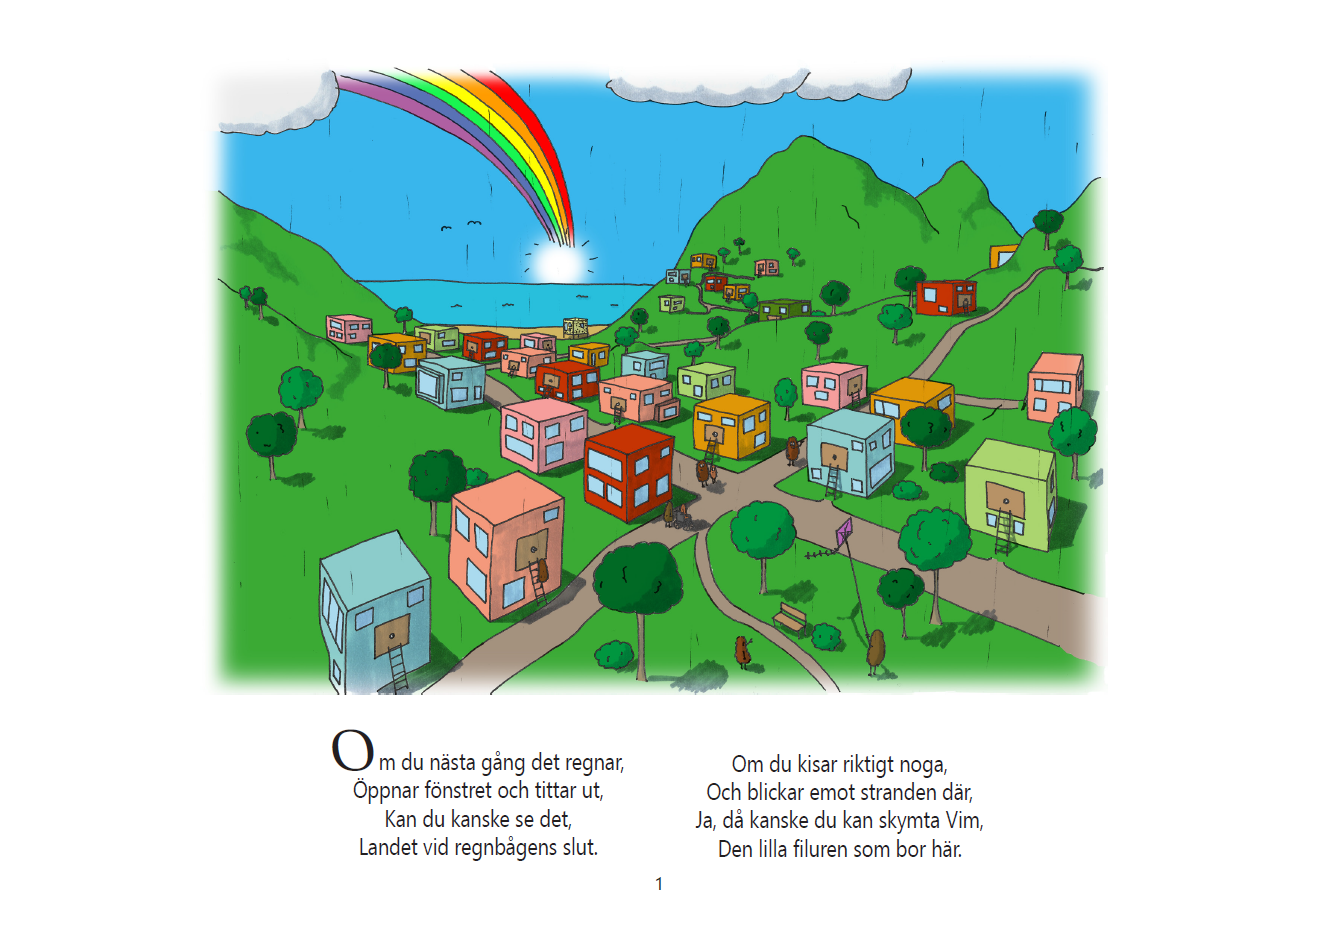 Om du nästa gång det regnar,
Öppnar fönstret och tittar ut,
Kan du kanske se det,
Landet vid regnbågens slut.
Om du kisar riktigt noga,
Och blickar emot stranden där,
Ja, då kanske du kan skymta Vim,
Den lilla filuren som bor här.
1